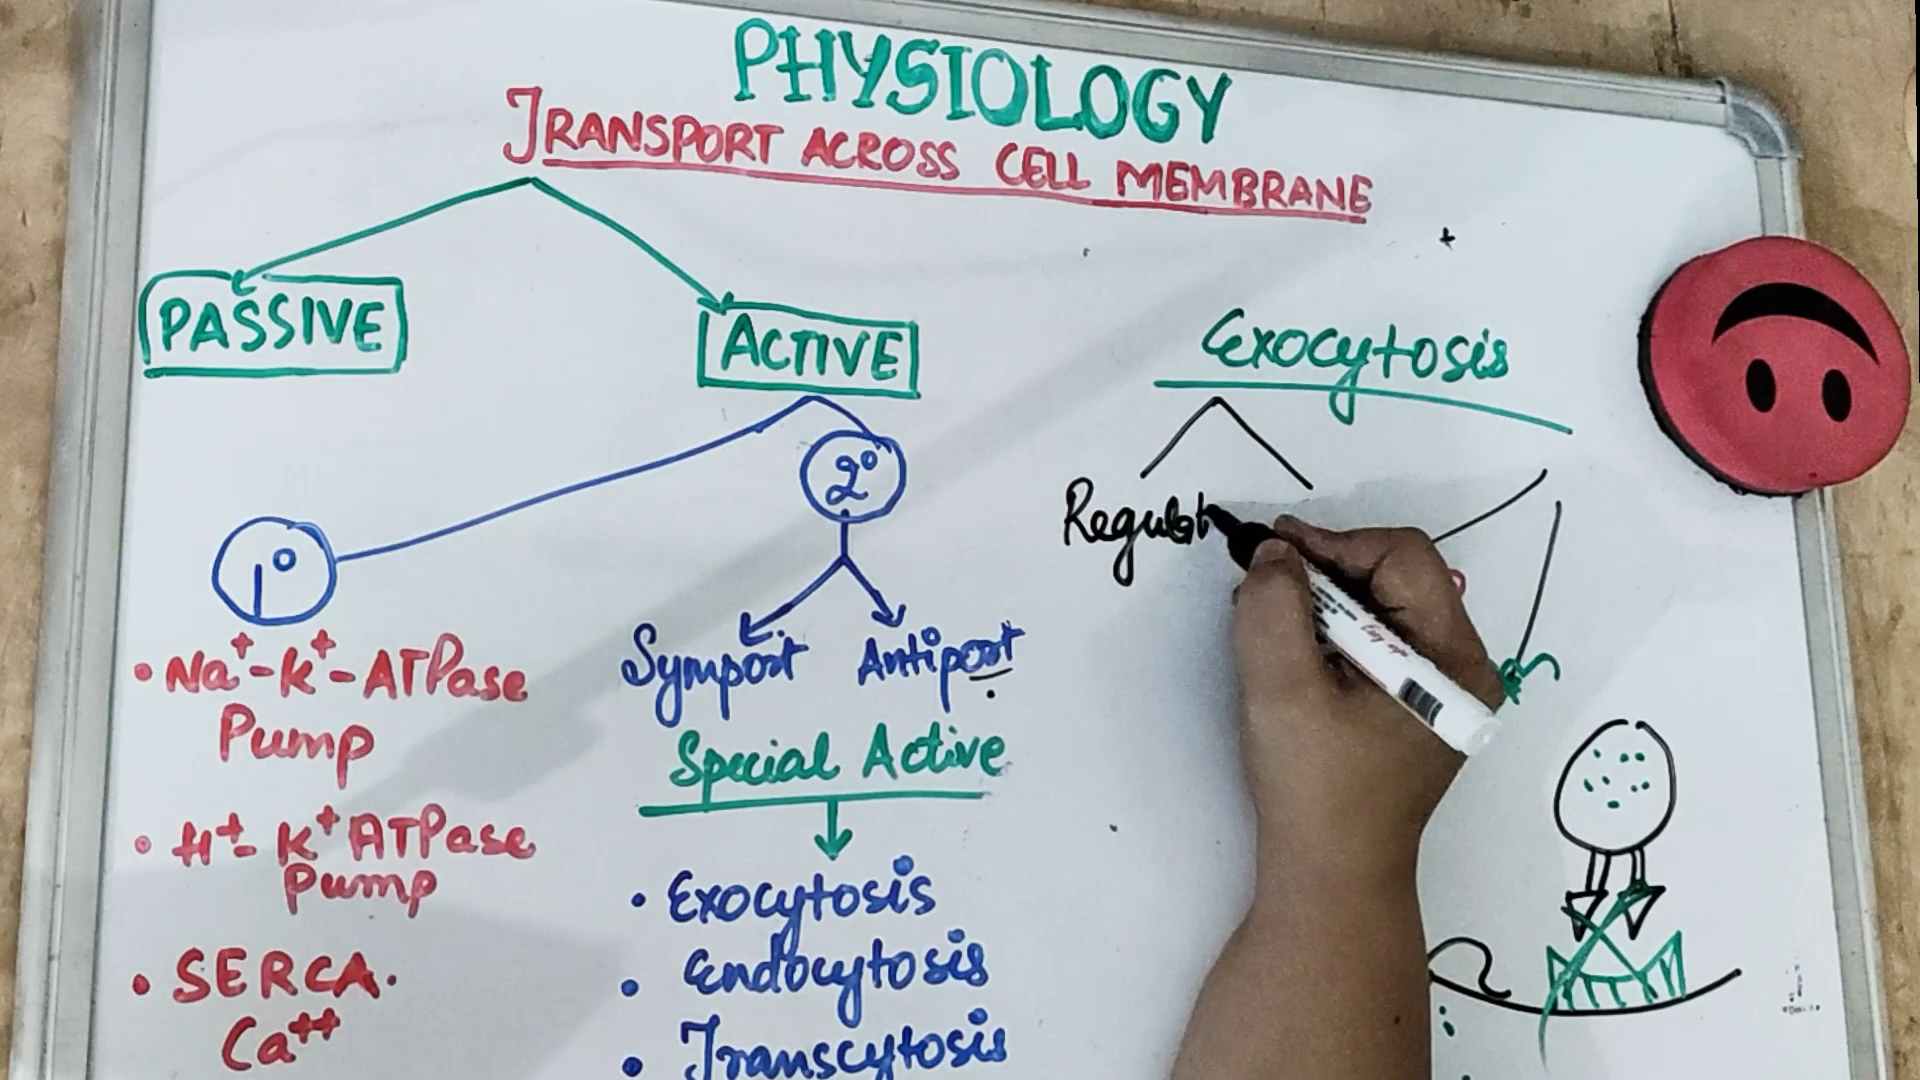 PHYSIOLOGY
TRANSPORT ACROSS CELL MEMBRANE
PASSIVE
ACTIVE
1°
2°
• Na⁺-K⁺-ATPase
Pump
• H⁺-K⁺ ATPase
Pump
• SERCA.
Ca⁺⁺
Symport Antiport
Special Active
• Exocytosis
• Endocytosis
• Transcytosis
Exocytosis
Regulat